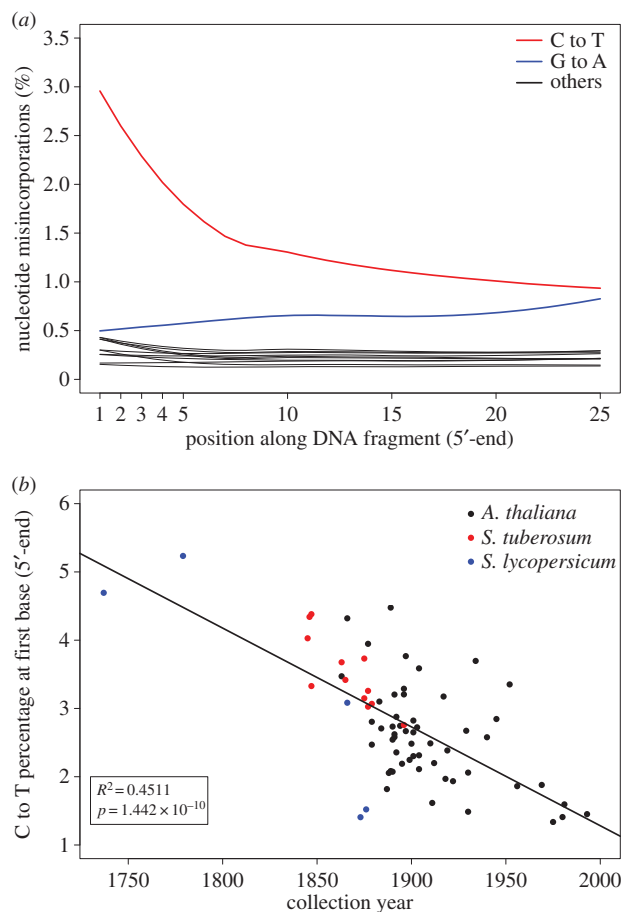 (a)
C to T
G to A
others
3.5
3.0
2.5
2.0
1.5
1.0
0.5
0
nucleotide misincorporations (%)
1 2 3 4 5 10 15 20 25
position along DNA fragment (5′-end)
(b)
A. thaliana
S. tuberosum
S. lycopersicum
6
5
4
3
2
1
C to T percentage at first base (5′-end)
R² = 0.4511
p = 1.442 × 10⁻¹⁰
1750 1800 1850 1900 1950 2000
collection year